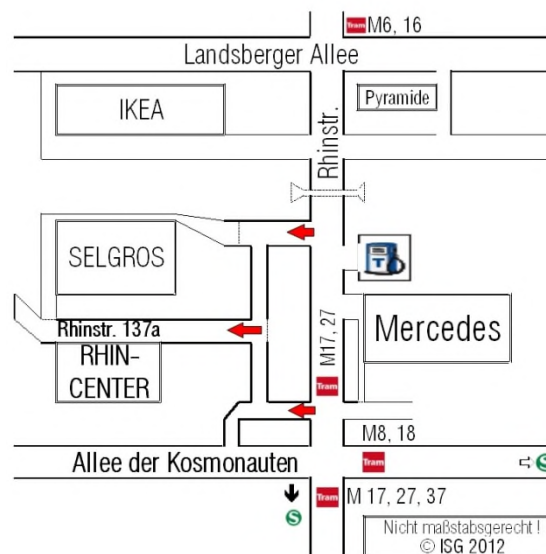 Tram M6, 16
Landsberger Allee
IKEA
Pyramide
Rhinstr.
SELGROS
T
Rhinstr. 137a
M17, 27
Mercedes
RHIN-
CENTER
Tram
M8, 18
Allee der Kosmonauten
Tram
S
Tram M 17, 27, 37
S
Nicht maßstabsgerecht !
© ISG 2012